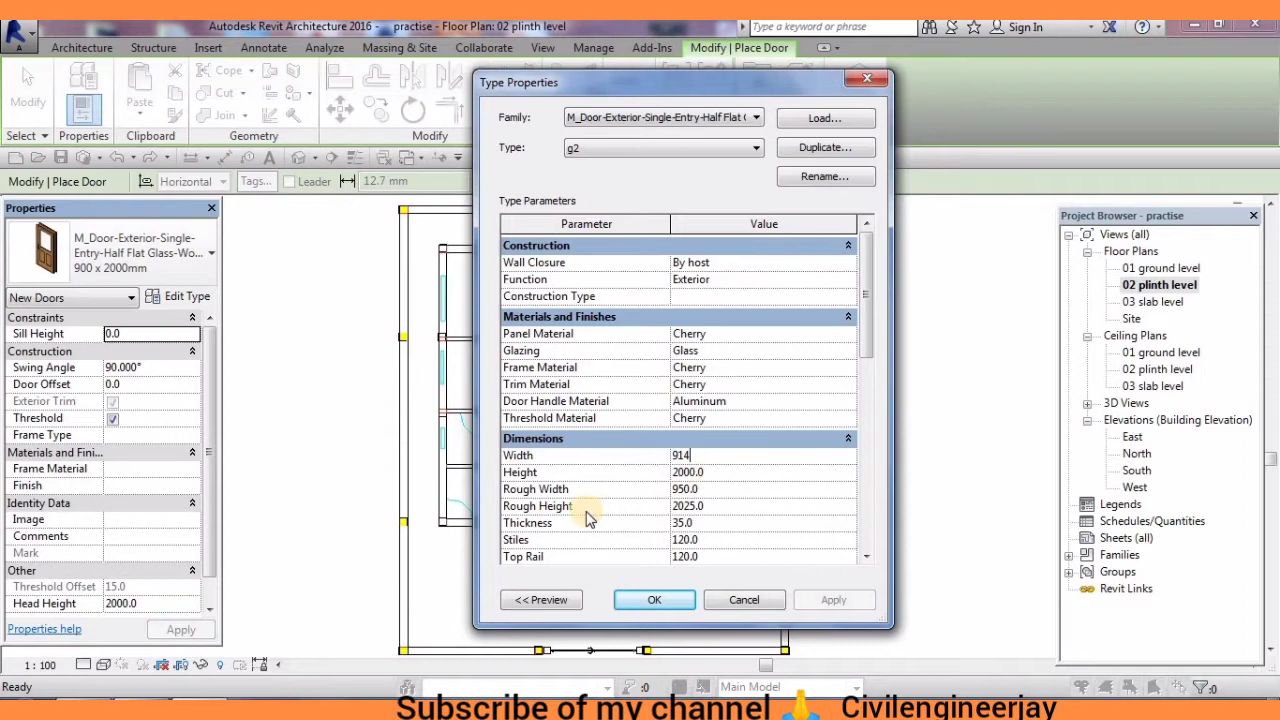 Autodesk Revit Architecture 2016 - practise - Floor Plan: 02 plinth level
Type a keyword or phrase
Sign In
Architecture Structure Insert Annotate Analyze Massing & Site Collaborate View Manage Add-Ins Modify | Place Door
Modify
Paste
Cope
Cut
Join
Select Properties Clipboard Geometry Modify
Modify | Place Door Horizontal Tags... Leader 12.7 mm
Properties
M_Door-Exterior-Single-
Entry-Half Flat Glass-Wo...
900 x 2000mm
New Doors Edit Type
Constraints
Sill Height 0.0
Construction
Swing Angle 90.000°
Door Offset 0.0
Exterior Trim
Threshold
Frame Type
Materials and Fini...
Frame Material
Finish
Identity Data
Image
Comments
Mark
Other
Threshold Offset 15.0
Head Height 2000.0
Properties help Apply
Type Properties
Family: M_Door-Exterior-Single-Entry-Half Flat Load...
Type: g2 Duplicate...
Rename...
Type Parameters
Parameter Value
Construction
Wall Closure By host
Function Exterior
Construction Type
Materials and Finishes
Panel Material Cherry
Glazing Glass
Frame Material Cherry
Trim Material Cherry
Door Handle Material Aluminum
Threshold Material Cherry
Dimensions
Width 914
Height 2000.0
Rough Width 950.0
Rough Height 2025.0
Thickness 35.0
Stiles 120.0
Top Rail 120.0
<< Preview OK Cancel Apply
Project Browser - practise
Views (all)
Floor Plans
01 ground level
02 plinth level
03 slab level
Site
Ceiling Plans
01 ground level
02 plinth level
03 slab level
3D Views
Elevations (Building Elevation)
East
North
South
West
Legends
Schedules/Quantities
Sheets (all)
Families
Groups
Revit Links
1 : 100
Ready
:0
Main Model
:0
Subscribe of my channel 🙏 Civilengineerjay